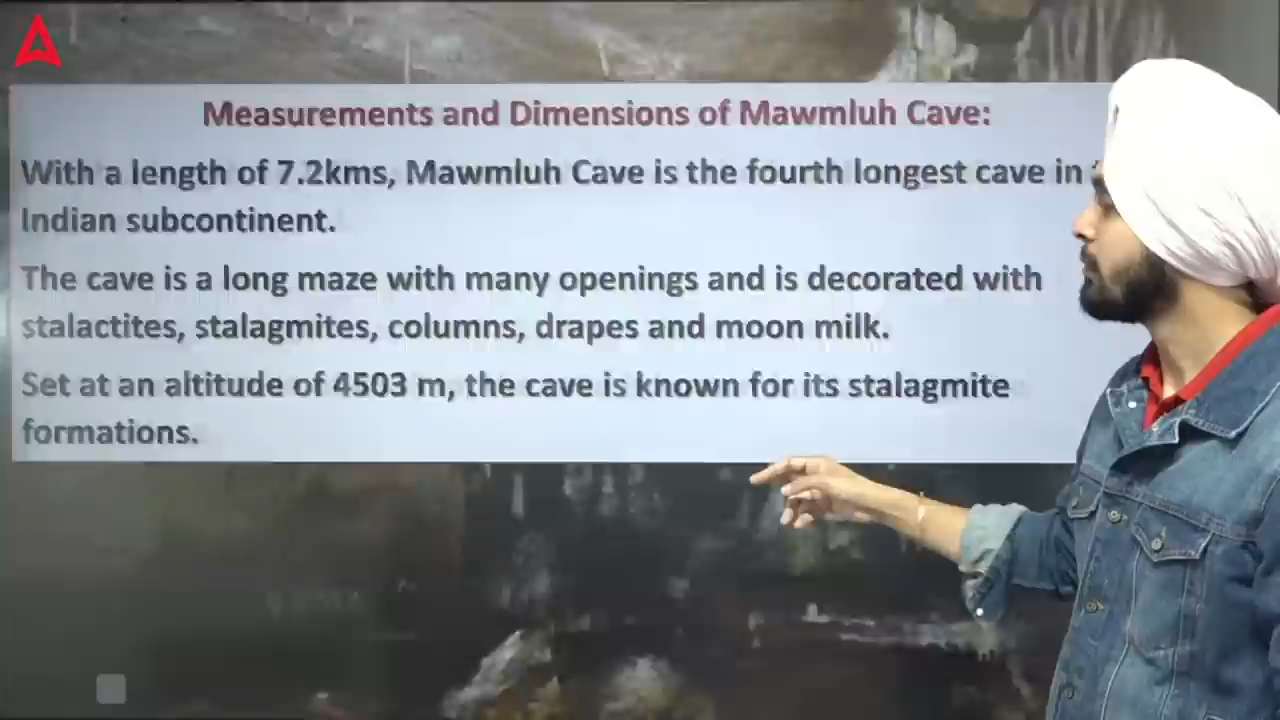 Measurements and Dimensions of Mawmluh Cave:
With a length of 7.2kms, Mawmluh Cave is the fourth longest cave in
Indian subcontinent.
The cave is a long maze with many openings and is decorated with
stalactites, stalagmites, columns, drapes and moon milk.
Set at an altitude of 4503 m, the cave is known for its stalagmite
formations.